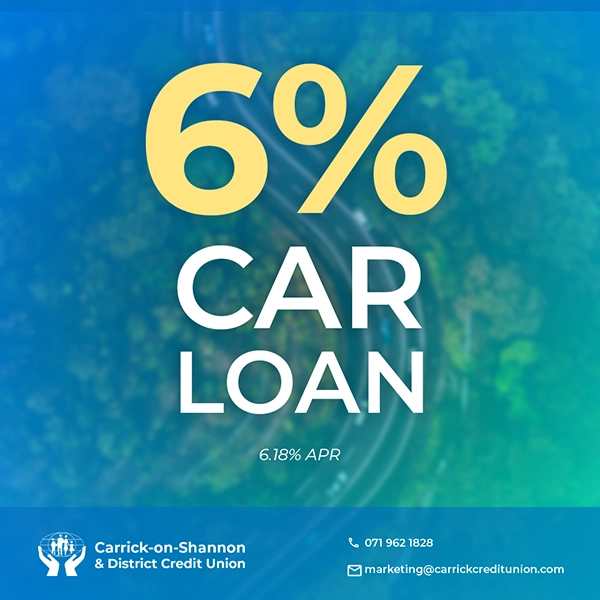 6%
CAR
LOAN
6.18% APR
Carrick-on-Shannon
& District Credit Union
071 962 1828
marketing@carrickcreditunion.com